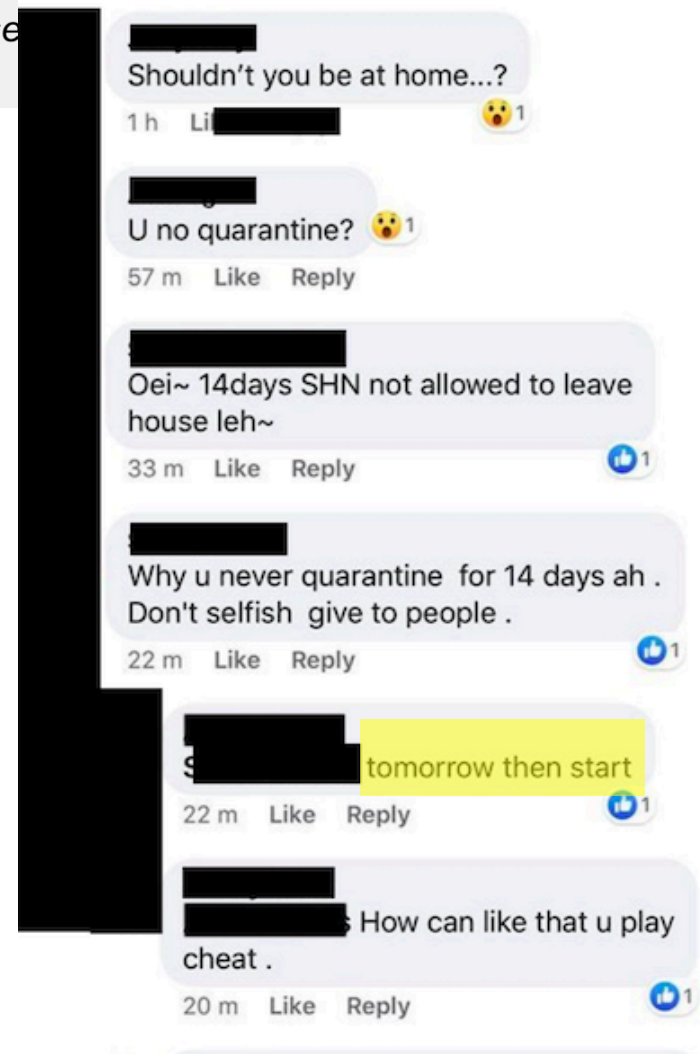 Shouldn't you be at home...?
1 h
1
U no quarantine?
1
57 m Like Reply
Oei~ 14days SHN not allowed to leave
house leh~
33 m Like Reply
1
Why u never quarantine for 14 days ah .
Don't selfish give to people .
22 m Like Reply
1
tomorrow then start
22 m Like Reply
1
How can like that u play
cheat .
20 m Like Reply
1